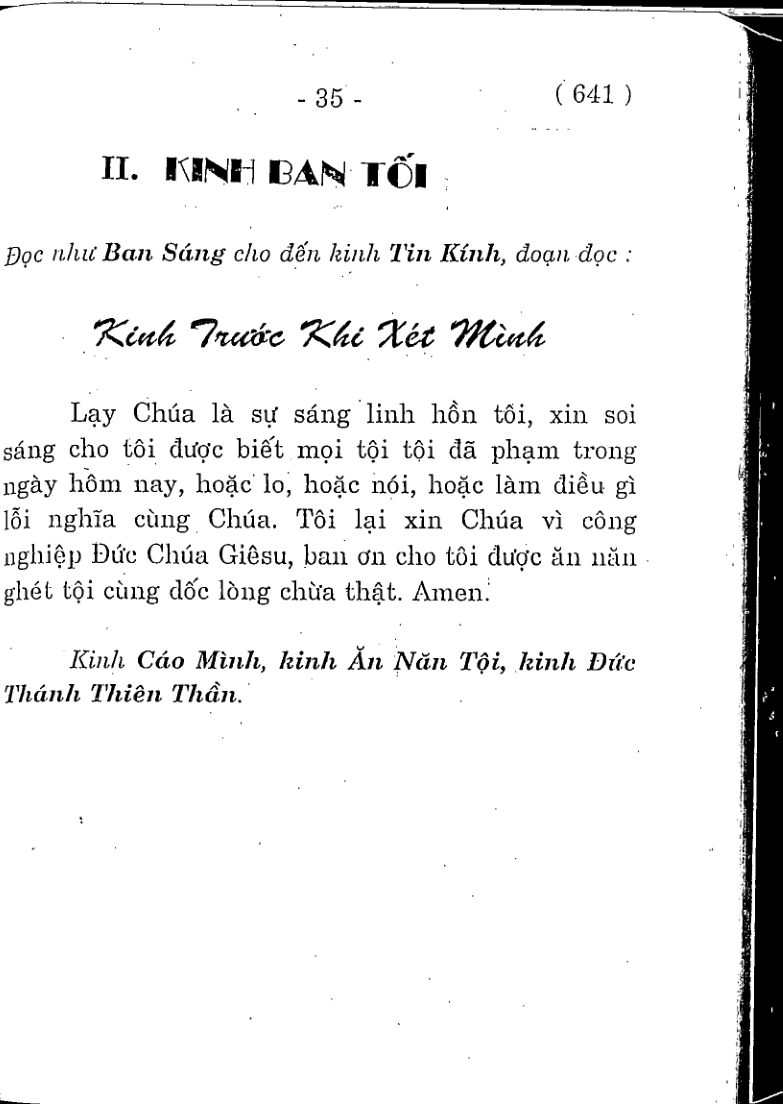 - 35 - ( 641 )
II. KINH BAN TỐI
Đọc như Ban Sáng cho đến kinh Tin Kính, đoạn đọc :
Kinh Trước Khi Xét Mình
Lạy Chúa là sự sáng linh hồn tôi, xin soi
sáng cho tôi được biết mọi tội tội đã phạm trong
ngày hôm nay, hoặc lo, hoặc nói, hoặc làm điều gì
lỗi nghĩa cùng Chúa. Tôi lại xin Chúa vì công
nghiệp Đức Chúa Giêsu, ban ơn cho tôi được ăn năn
ghét tội cùng dốc lòng chừa thật. Amen.
Kinh Cáo Mình, kinh Ăn Năn Tội, kinh Đức
Thánh Thiên Thần.